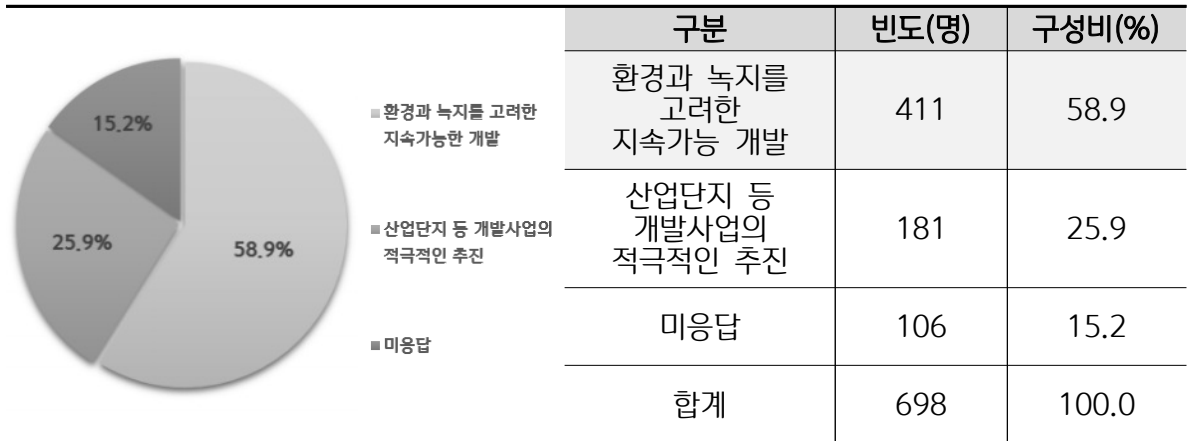 15.2%
25.9%
58.9%
환경과 녹지를 고려한
지속가능한 개발
산업단지 등 개발사업의
적극적인 추진
미응답
구분 빈도(명) 구성비(%)
환경과 녹지를
고려한
지속가능 개발
411 58.9
산업단지 등
개발사업의
적극적인 추진
181 25.9
미응답 106 15.2
합계 698 100.0